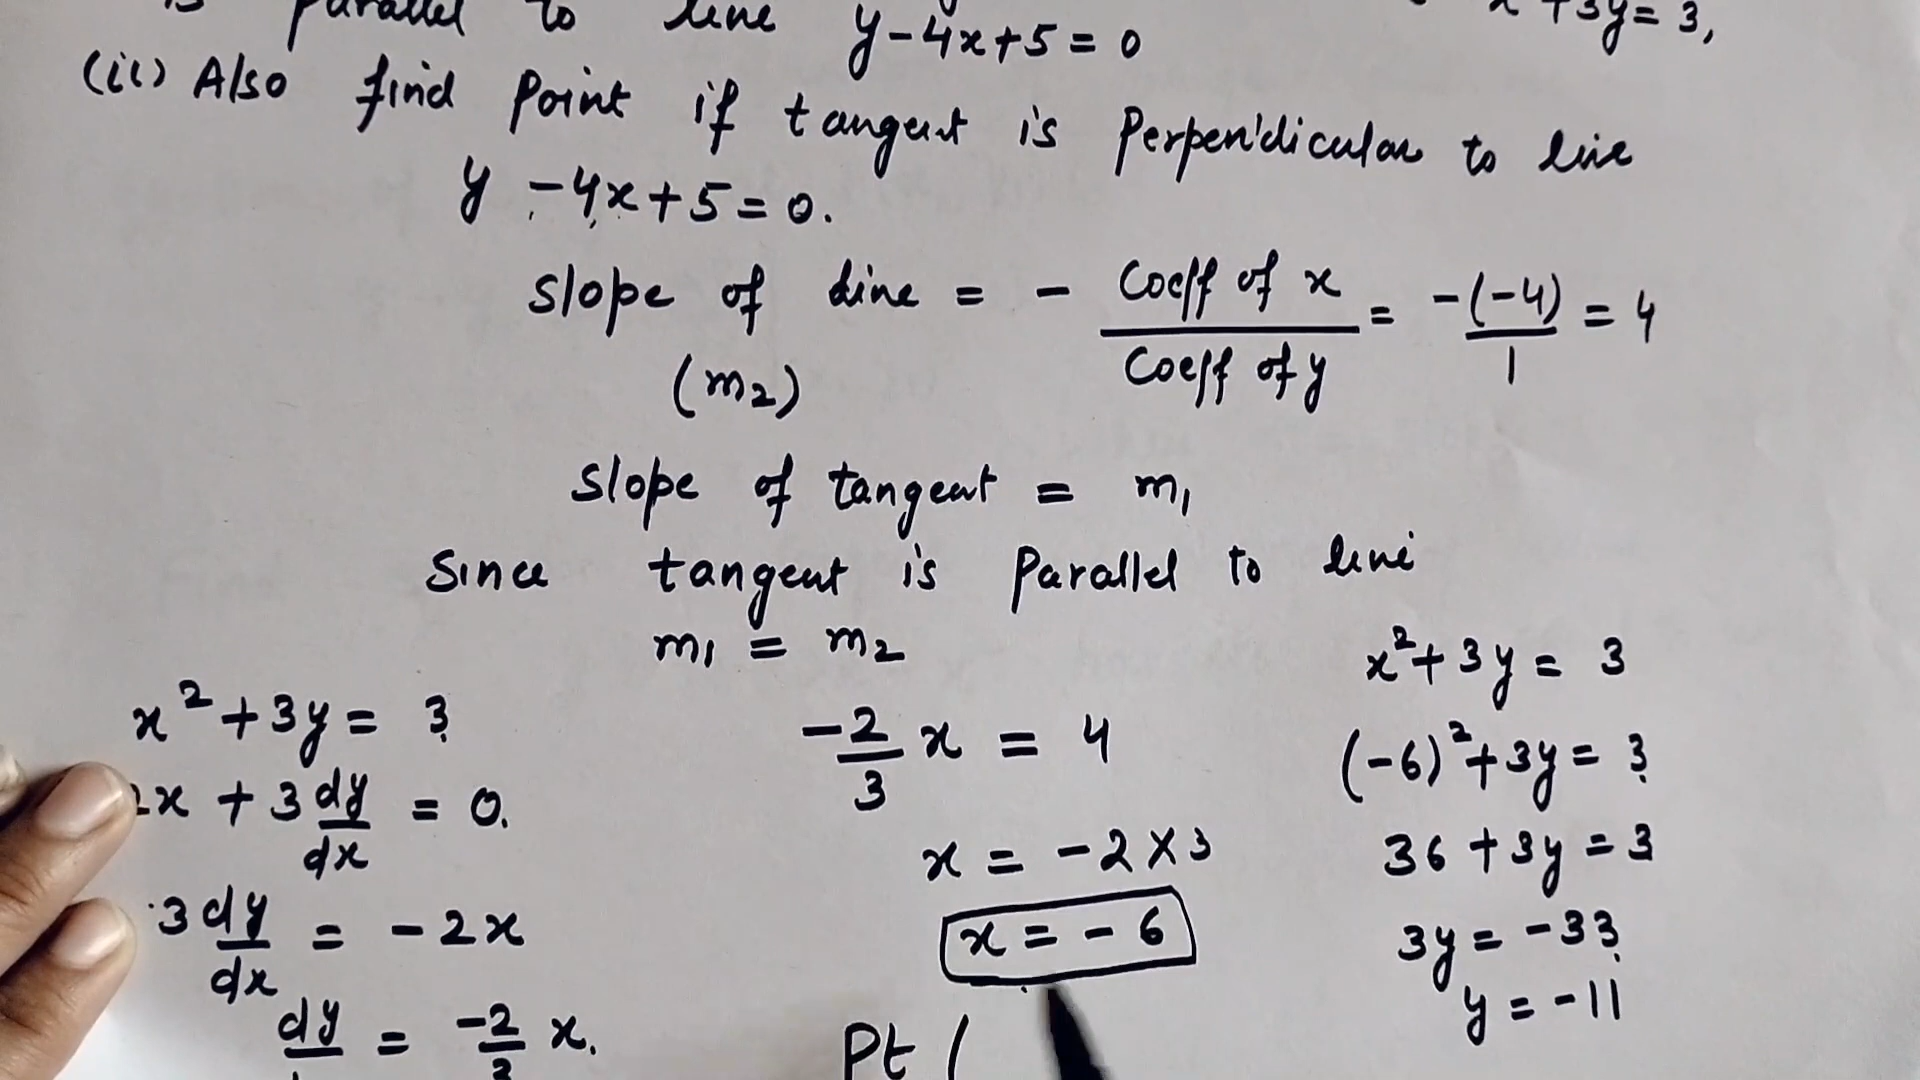 is parallel to line y-4x+5=0
x²+3y=3,
(ii) Also find Point if tangent is Perpendicular to line
y -4x+5=0.
Slope of line = - Coeff of x / Coeff of y = -(-4)/1 = 4
(m₂)
Slope of tangent = m₁
Since tangent is Parallel to line
m₁ = m₂
x²+3y= 3
2x + 3 dy/dx = 0.
3 dy/dx = -2x
dy/ = -2/3 x.
-2/3 x = 4
x = -2×3
x = -6
Pt (
x²+3y= 3
(-6)²+3y= 3
36+3y=3
3y= -33
y = -11